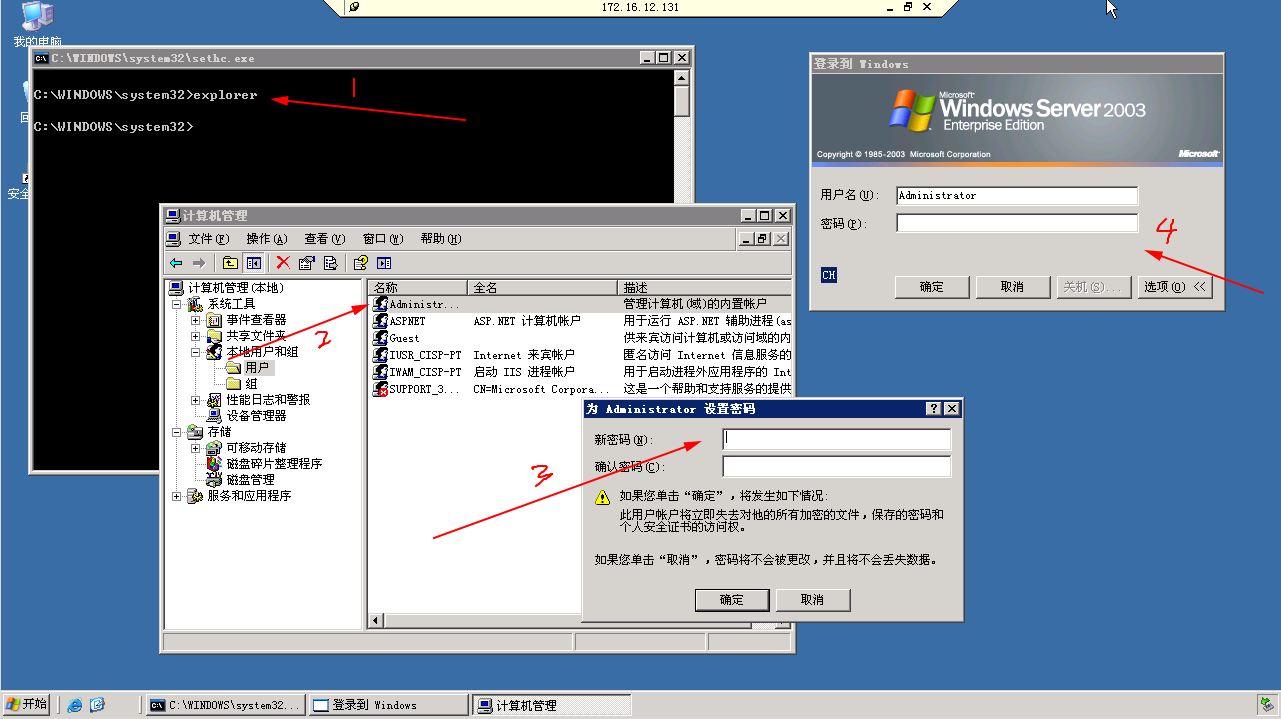 172.16.12.131
我的电脑
C:\WINDOWS\system32\sethc.exe
C:\WINDOWS\system32>explorer
1
C:\WINDOWS\system32>
登录到 Windows
Microsoft
Windows Server 2003
Enterprise Edition
Copyright © 1985-2003 Microsoft Corporation
Microsoft
用户名(U): Administrator
密码(P):
4
CH
确定 取消 关机(S)... 选项(O) <<
回
安全
计算机管理
文件(F) 操作(A) 查看(V) 窗口(W) 帮助(H)
计算机管理(本地)
系统工具
事件查看器
共享文件夹
本地用户和组
用户
组
性能日志和警报
设备管理器
存储
可移动存储
磁盘碎片整理程序
磁盘管理
服务和应用程序
2
名称 全名 描述
Administr... 管理计算机(域)的内置帐户
ASPNET ASP.NET 计算机帐户 用于运行 ASP.NET 辅助进程(as
Guest 供来宾访问计算机或访问域的内
IUSR_CISP-PT Internet 来宾帐户 匿名访问 Internet 信息服务的
IWAM_CISP-PT 启动 IIS 进程帐户 用于启动进程外应用程序的 Int
SUPPORT_3... CN=Microsoft Corpora... 这是一个帮助和支持服务的提供
为 Administrator 设置密码
新密码(N):
确认密码(C):
3
如果您单击“确定”，将发生如下情况:
此用户帐户将立即失去对他的所有加密的文件，保存的密码和
个人安全证书的访问权。
如果您单击“取消”，密码将不会被更改，并且将不会丢失数据。
确定 取消
开始 C:\WINDOWS\system32... 登录到 Windows 计算机管理